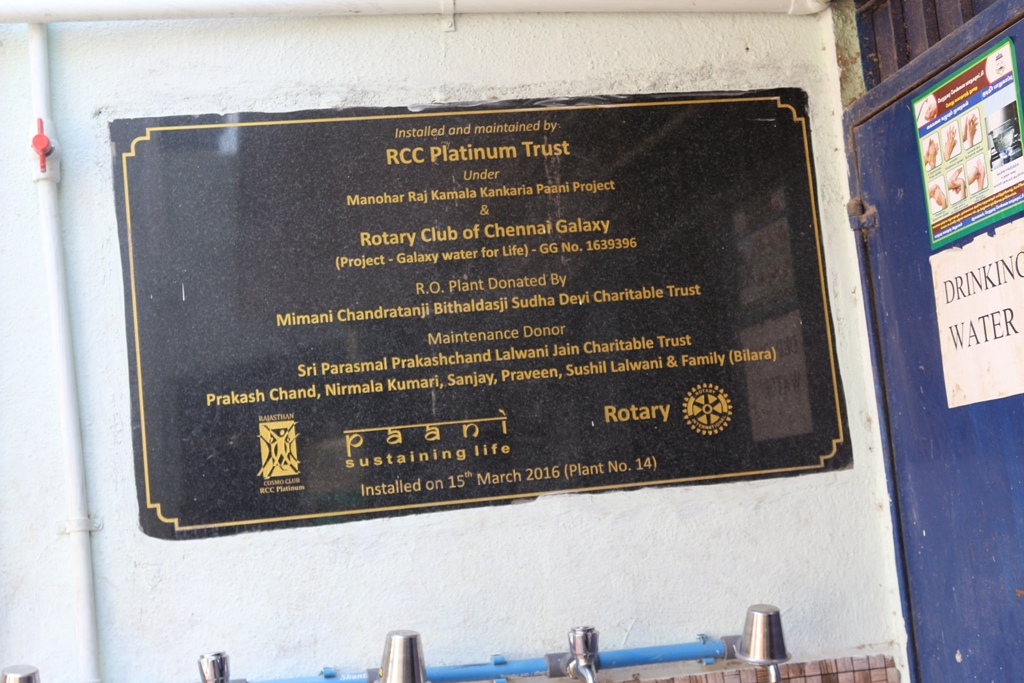 Installed and maintained by
RCC Platinum Trust
Under
Manohar Raj Kamala Kankaria Paani Project
&
Rotary Club of Chennai Galaxy
(Project - Galaxy water for Life) - GG No. 1639396
R.O. Plant Donated By
Mimani Chandratanji Bithaldasji Sudha Devi Charitable Trust
Maintenance Donor
Sri Parasmal Prakashchand Lalwani Jain Charitable Trust
Prakash Chand, Nirmala Kumari, Sanjay, Praveen, Sushil Lalwani & Family (Bilara)
RAJASTHAN
COSMO CLUB
RCC Platinum
paani
sustaining life
Rotary
ROTARY
INTERNATIONAL
Installed on 15th March 2016 (Plant No. 14)
DRINKING
WATER